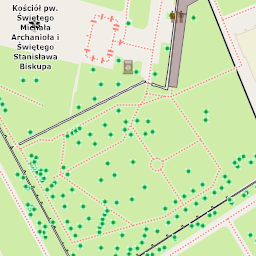 Kościół pw.
Świętego
Michała
Archanioła i
Świętego
Stanisława
Biskupa